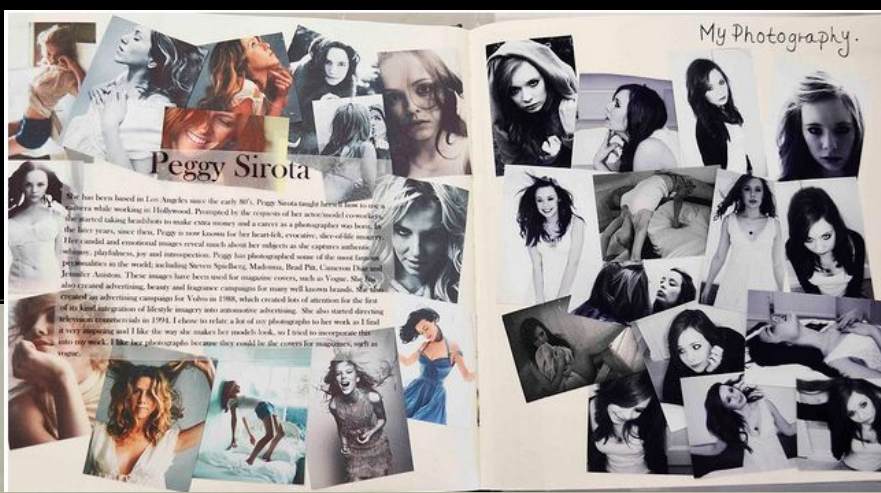 My Photography.
Peggy Sirota
She has been based in Los Angeles since the early 80's, Peggy Sirota taught herself how to use a
camera while working in Hollywood. Prompted by the requests of her actor/model co-workers,
she started taking headshots to make extra money and a career as a photographer was born. In
the later years, since then, Peggy is now known for her heart-felt, evocative, slice-of-life imagery.
Her candid and emotional images reveal much about her subjects as she captures authentic
whimsy, playfulness, joy and introspection. Peggy has photographed some of the most famous
personalities in the world; including Steven Spielberg, Madonna, Brad Pitt, Cameron Diaz and
Jennifer Aniston. These images have been used for magazine covers, such as Vogue. She has
also created advertising, beauty and fragrance campaigns for many well known brands. She also
created an advertising campaign for Volvo in 1988, which created lots of attention for the first
of its kind integration of lifestyle imagery into automotive advertising. She also started directing
television commercials in 1994. I chose to relate a lot of my photographs to her work as I find
it very inspiring and I like the way she makes her models look, so I tried to incorporate this
into my work. I like her photographs because they could be the covers for magazines, such as
vogue.